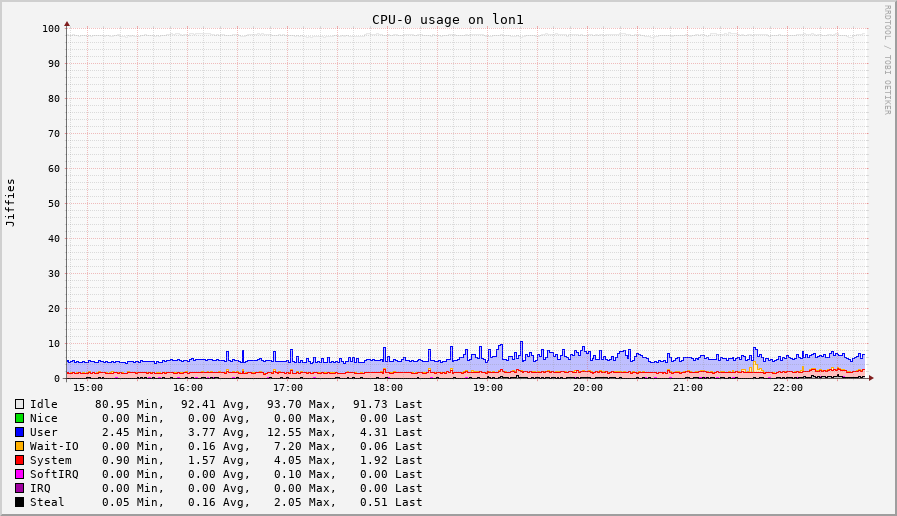 CPU-0 usage on lon1
RRDTOOL / TOBI OETIKER
Jiffies
100
90
80
70
60
50
40
30
20
10
0
15:00 16:00 17:00 18:00 19:00 20:00 21:00 22:00
Idle 80.95 Min, 92.41 Avg, 93.70 Max, 91.73 Last
Nice 0.00 Min, 0.00 Avg, 0.00 Max, 0.00 Last
User 2.45 Min, 3.77 Avg, 12.55 Max, 4.31 Last
Wait-IO 0.00 Min, 0.16 Avg, 7.20 Max, 0.06 Last
System 0.90 Min, 1.57 Avg, 4.05 Max, 1.92 Last
SoftIRQ 0.00 Min, 0.00 Avg, 0.10 Max, 0.00 Last
IRQ 0.00 Min, 0.00 Avg, 0.00 Max, 0.00 Last
Steal 0.05 Min, 0.16 Avg, 2.05 Max, 0.51 Last